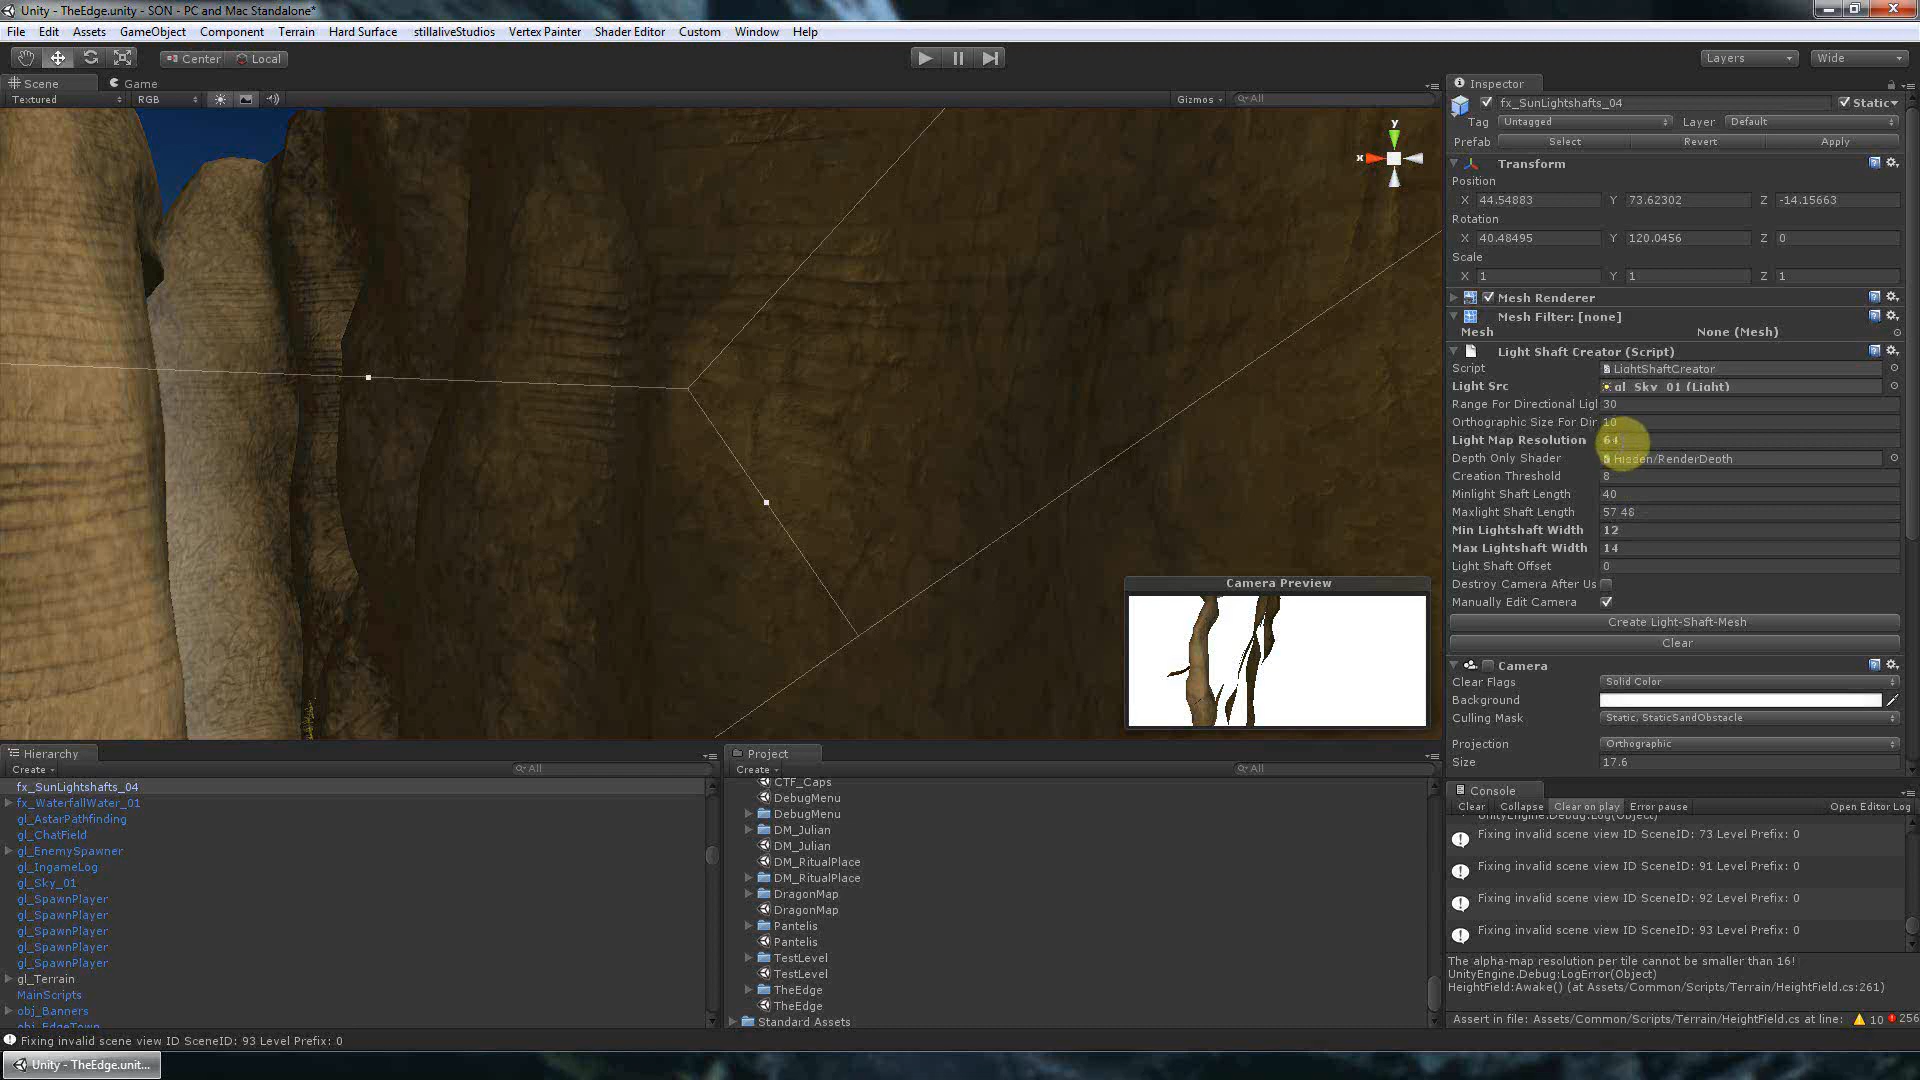 Unity - TheEdge.unity - SON - PC and Mac Standalone*
File Edit Assets GameObject Component Terrain Hard Surface stillaliveStudios Vertex Painter Shader Editor Custom Window Help
Center Local Layers Wide
Scene Game
Textured RGB Gizmos All
y
x
Inspector
fx_SunLightshafts_04 Static
Tag Untagged Layer Default
Prefab Select Revert Apply
Transform
Position
X 44.54883 Y 73.62302 Z -14.15663
Rotation
X 40.48495 Y 120.0456 Z 0
Scale
X 1 Y 1 Z 1
Mesh Renderer
Mesh Filter: [none]
Mesh None (Mesh)
Light Shaft Creator (Script)
Script LightShaftCreator
Light Src gl_Sky_01 (Light)
Range For Directional Ligl 30
Orthographic Size For Dir 10
Light Map Resolution 64
Depth Only Shader Hidden/RenderDepth
Creation Threshold 8
Minlight Shaft Length 40
Maxlight Shaft Length 57.48
Min Lightshaft Width 12
Max Lightshaft Width 14
Light Shaft Offset 0
Destroy Camera After Us
Manually Edit Camera
Create Light-Shaft-Mesh
Clear
Camera
Clear Flags Solid Color
Background
Culling Mask Static, StaticSandObstacle
Projection Orthographic
Size 17.6
Camera Preview
Hierarchy
Create All
fx_SunLightshafts_04
fx_WaterfallWater_01
gl_AstarPathfinding
gl_ChatField
gl_EnemySpawner
gl_IngameLog
gl_Sky_01
gl_SpawnPlayer
gl_SpawnPlayer
gl_SpawnPlayer
gl_SpawnPlayer
gl_SpawnPlayer
gl_Terrain
MainScripts
obj_Banners
obj_EdgeTown
Project
Create All
CTF_Caps
DebugMenu
DebugMenu
DM_Julian
DM_Julian
DM_RitualPlace
DM_RitualPlace
DragonMap
DragonMap
Pantelis
Pantelis
TestLevel
TestLevel
TheEdge
TheEdge
Standard Assets
Console
Clear Collapse Clear on play Error pause Open Editor Log
UnityEngine.Debug:Log(Object)
Fixing invalid scene view ID SceneID: 73 Level Prefix: 0
Fixing invalid scene view ID SceneID: 91 Level Prefix: 0
Fixing invalid scene view ID SceneID: 92 Level Prefix: 0
Fixing invalid scene view ID SceneID: 93 Level Prefix: 0
The alpha-map resolution per tile cannot be smaller than 16!
UnityEngine.Debug:LogError(Object)
HeightField:Awake() (at Assets/Common/Scripts/Terrain/HeightField.cs:261)
Assert in file: Assets/Common/Scripts/Terrain/HeightField.cs at line: 10 256
Fixing invalid scene view ID SceneID: 93 Level Prefix: 0
Unity - TheEdge.unit...